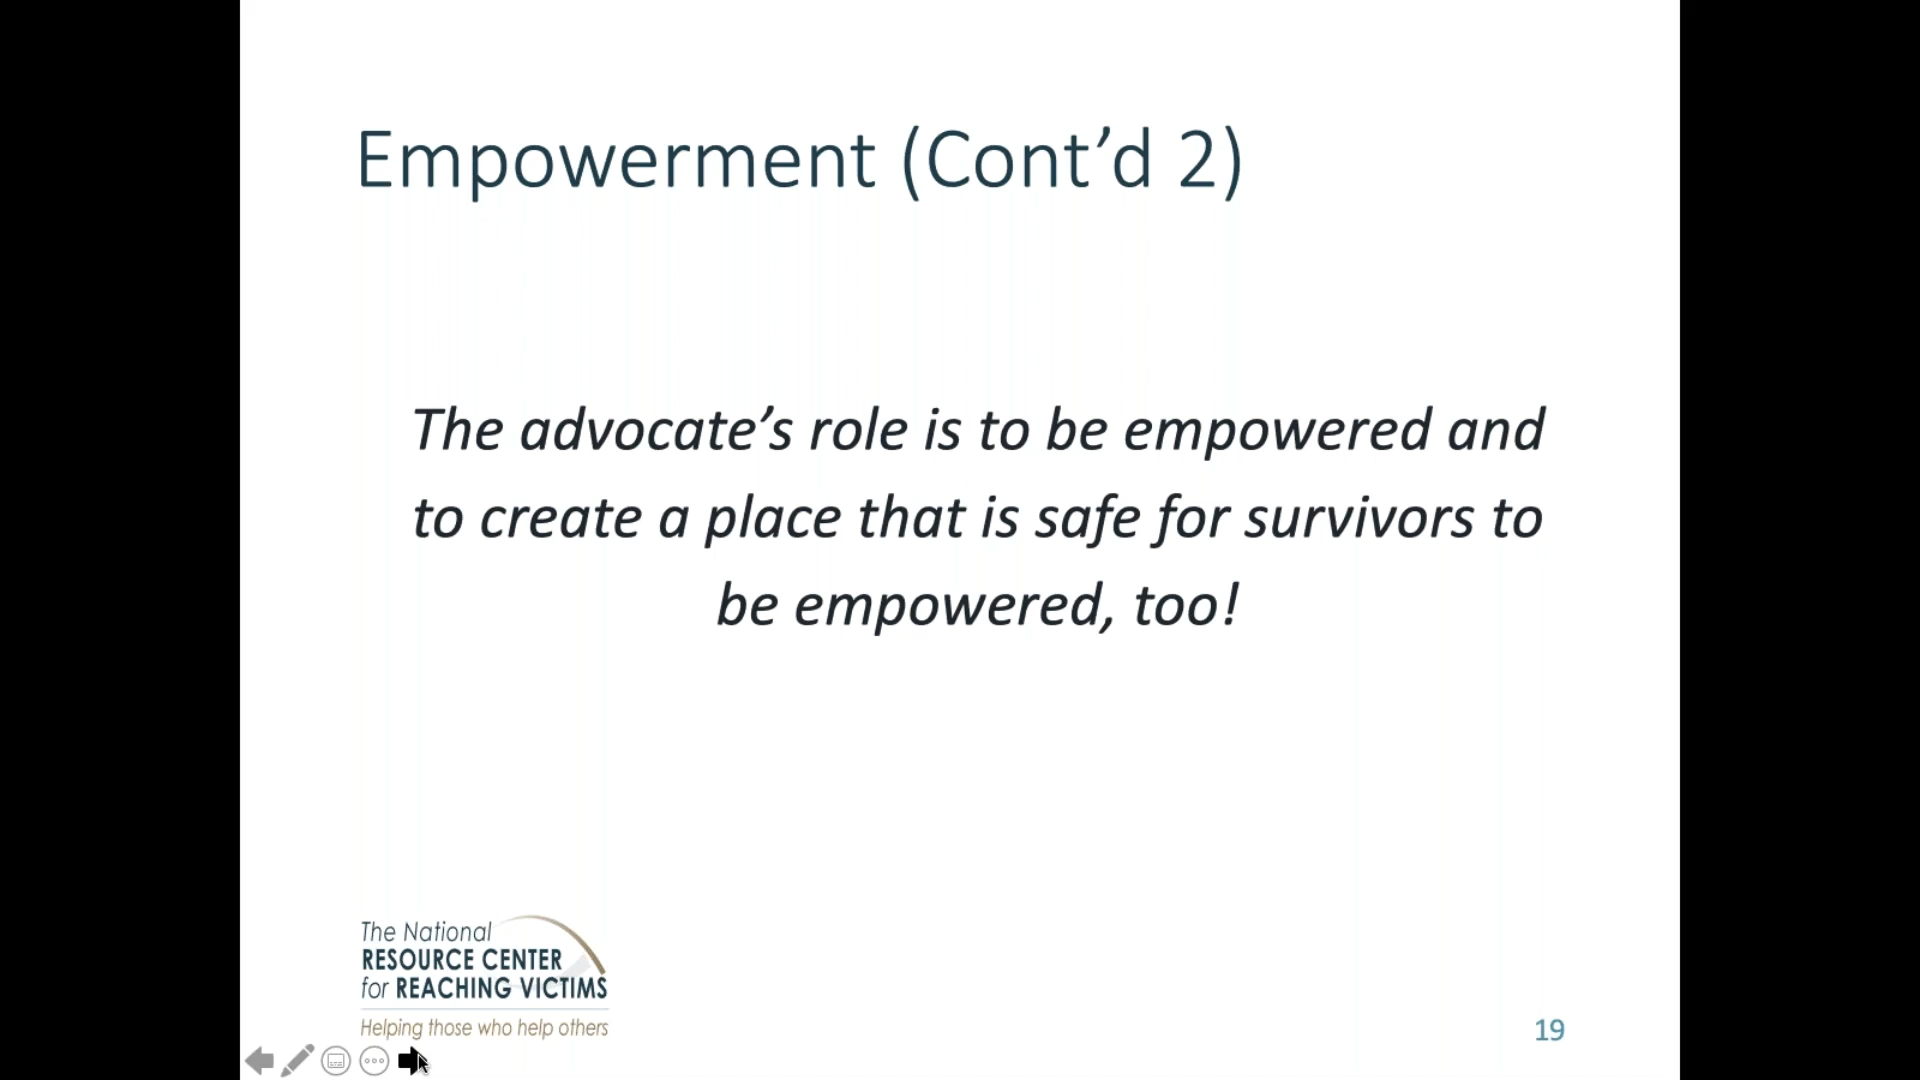 Empowerment (Cont’d 2)
The advocate’s role is to be empowered and
to create a place that is safe for survivors to
be empowered, too!
The National
RESOURCE CENTER
for REACHING VICTIMS
Helping those who help others
19